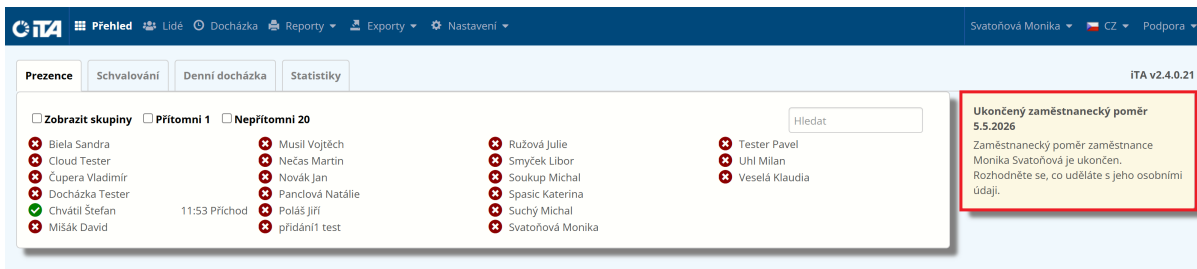 iTA Přehled Lidé Docházka Reporty Exporty Nastavení Svatoňová Monika CZ Podpora
Prezence Schvalování Denní docházka Statistiky iTA v2.4.0.21
Zobrazit skupiny Přítomni 1 Nepřítomni 20 Hledat
Biela Sandra
Cloud Tester
Čupera Vladimír
Docházka Tester
Chvátil Štefan 11:53 Příchod
Mišák David
Musil Vojtěch
Nečas Martin
Novák Jan
Panclová Natálie
Poláš Jiří
přidání1 test
Ružová Julie
Smyček Libor
Soukup Michal
Spasic Katerina
Suchý Michal
Svatoňová Monika
Tester Pavel
Uhl Milan
Veselá Klaudia
Ukončený zaměstnanecký poměr
5.5.2026
Zaměstnanecký poměr zaměstnance
Monika Svatoňová je ukončen.
Rozhodněte se, co uděláte s jeho osobními
údaji.